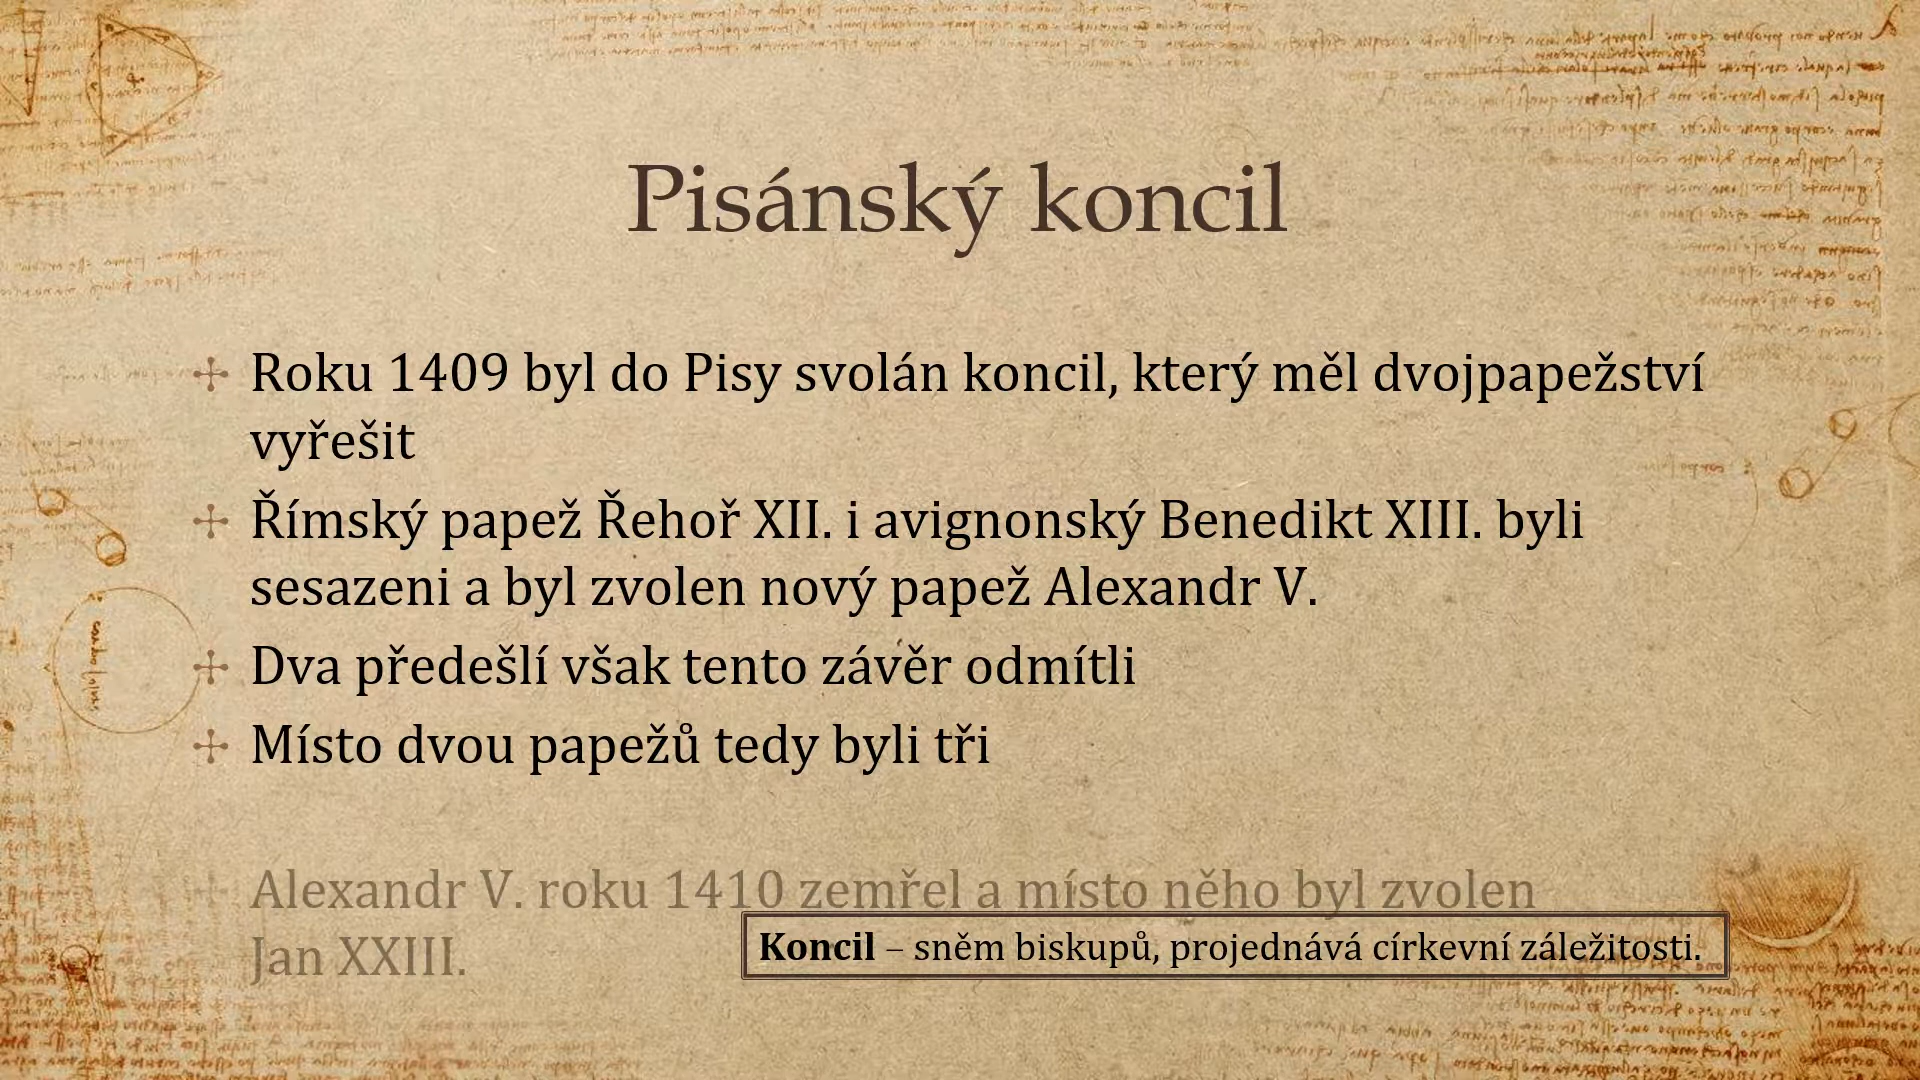 Pisánský koncil
Roku 1409 byl do Pisy svolán koncil, který měl dvojpapežství
vyřešit
Římský papež Řehoř XII. i avignonský Benedikt XIII. byli
sesazeni a byl zvolen nový papež Alexandr V.
Dva předešlí však tento závěr odmítli
Místo dvou papežů tedy byli tři
Alexandr V. roku 1410 zemřel a místo něho byl zvolen
Jan XXIII.
Koncil – sněm biskupů, projednává církevní záležitosti.